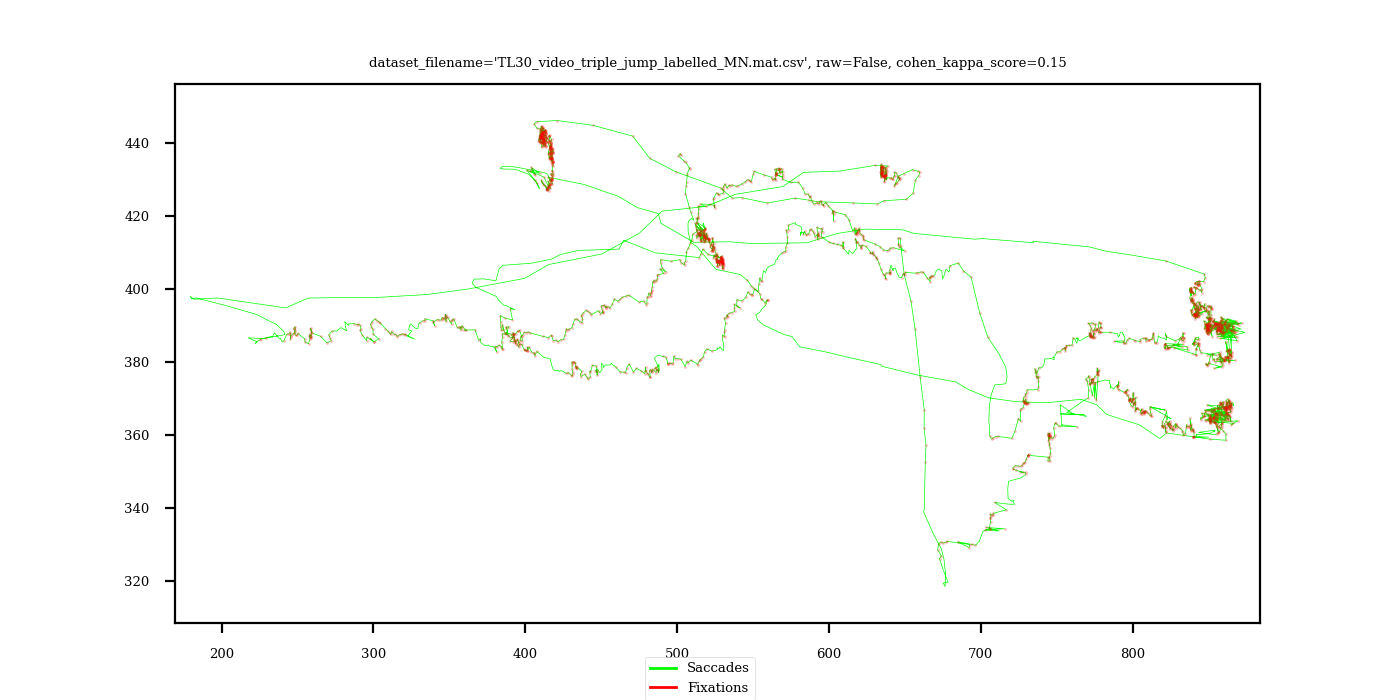 dataset_filename='TL30_video_triple_jump_labelled_MN.mat.csv', raw=False, cohen_kappa_score=0.15
440
420
400
380
360
340
320
200 300 400 500 600 700 800
Saccades
Fixations